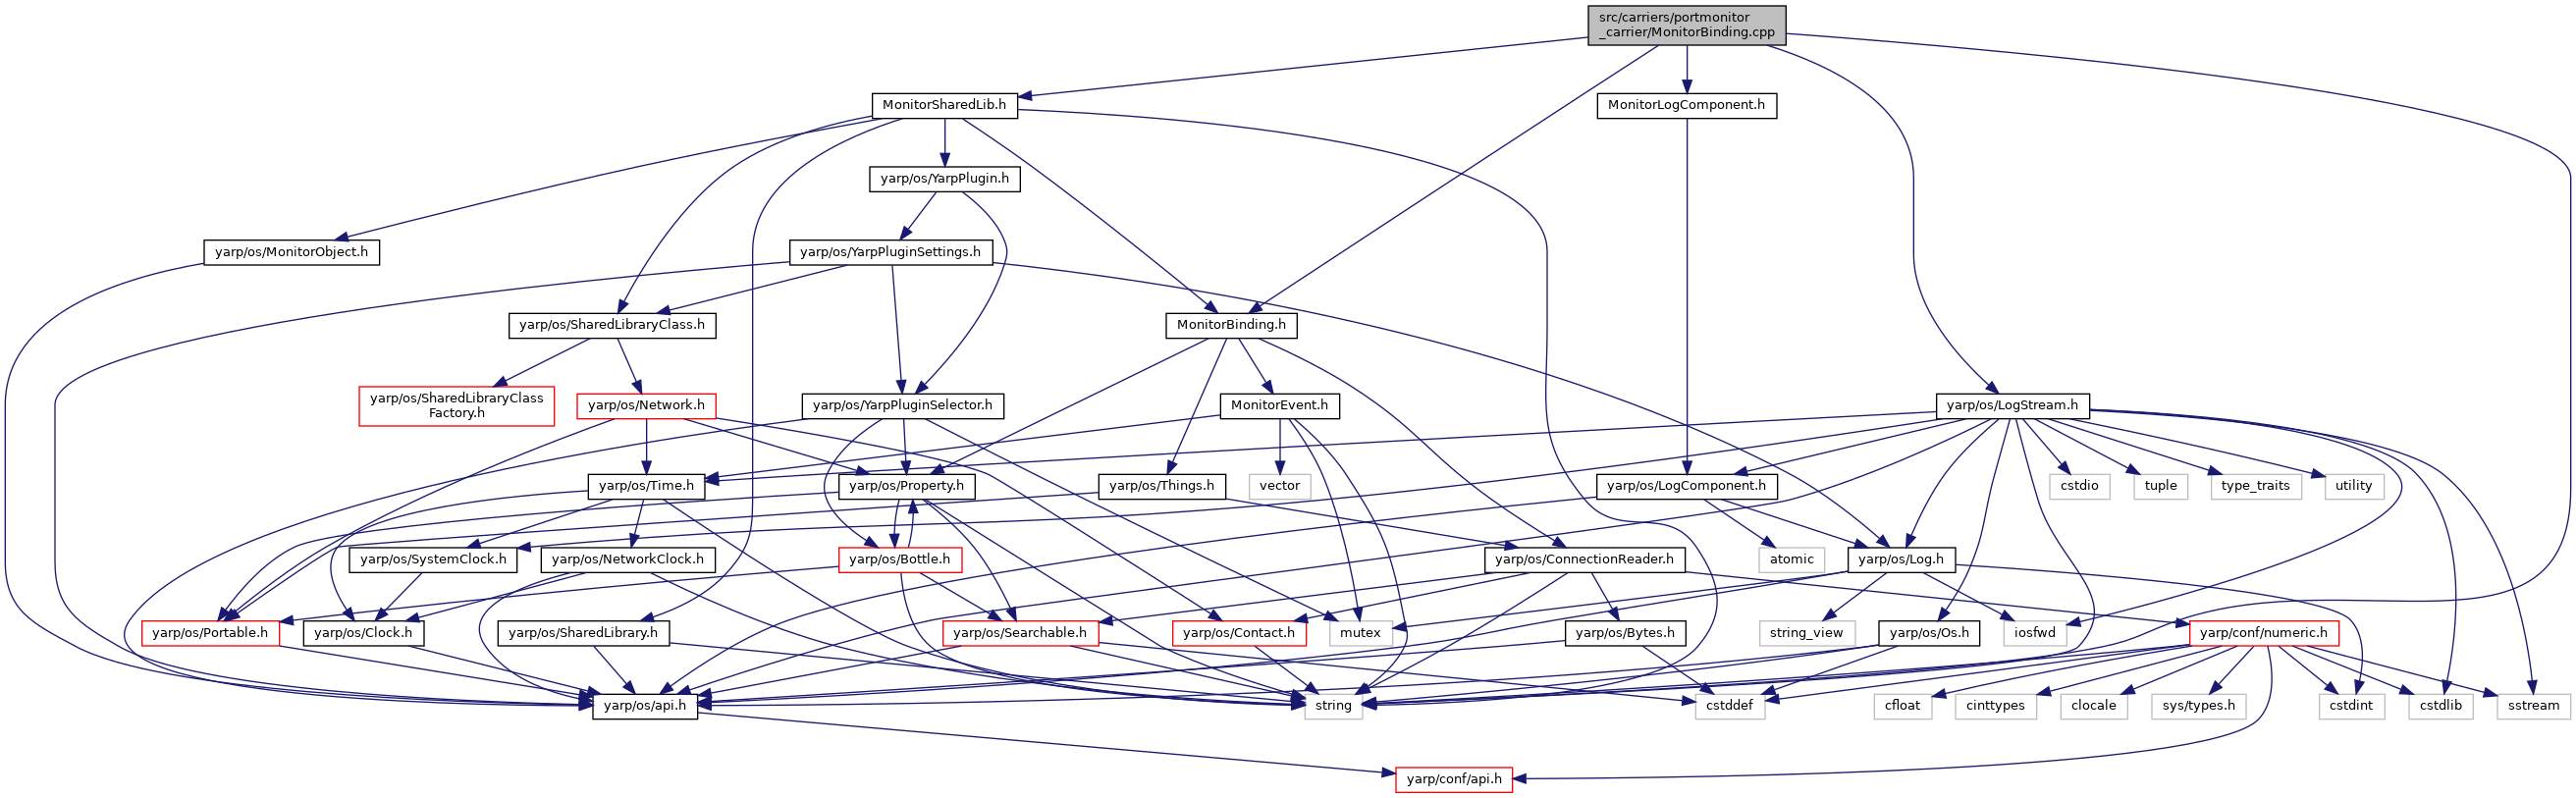 src/carriers/portmonitor
_carrier/MonitorBinding.cpp
MonitorSharedLib.h
MonitorLogComponent.h
yarp/os/YarpPlugin.h
yarp/os/MonitorObject.h
yarp/os/YarpPluginSettings.h
yarp/os/SharedLibraryClass.h
MonitorBinding.h
yarp/os/SharedLibraryClass
Factory.h
yarp/os/Network.h
yarp/os/YarpPluginSelector.h
MonitorEvent.h
yarp/os/LogStream.h
yarp/os/Time.h
yarp/os/Property.h
yarp/os/Things.h
vector
yarp/os/LogComponent.h
cstdio
tuple
type_traits
utility
yarp/os/SystemClock.h
yarp/os/NetworkClock.h
yarp/os/Bottle.h
yarp/os/ConnectionReader.h
atomic
yarp/os/Log.h
yarp/os/Portable.h
yarp/os/Clock.h
yarp/os/SharedLibrary.h
yarp/os/Searchable.h
yarp/os/Contact.h
mutex
yarp/os/Bytes.h
string_view
yarp/os/Os.h
iosfwd
yarp/conf/numeric.h
yarp/os/api.h
string
cstddef
cfloat
cinttypes
clocale
sys/types.h
cstdint
cstdlib
sstream
yarp/conf/api.h